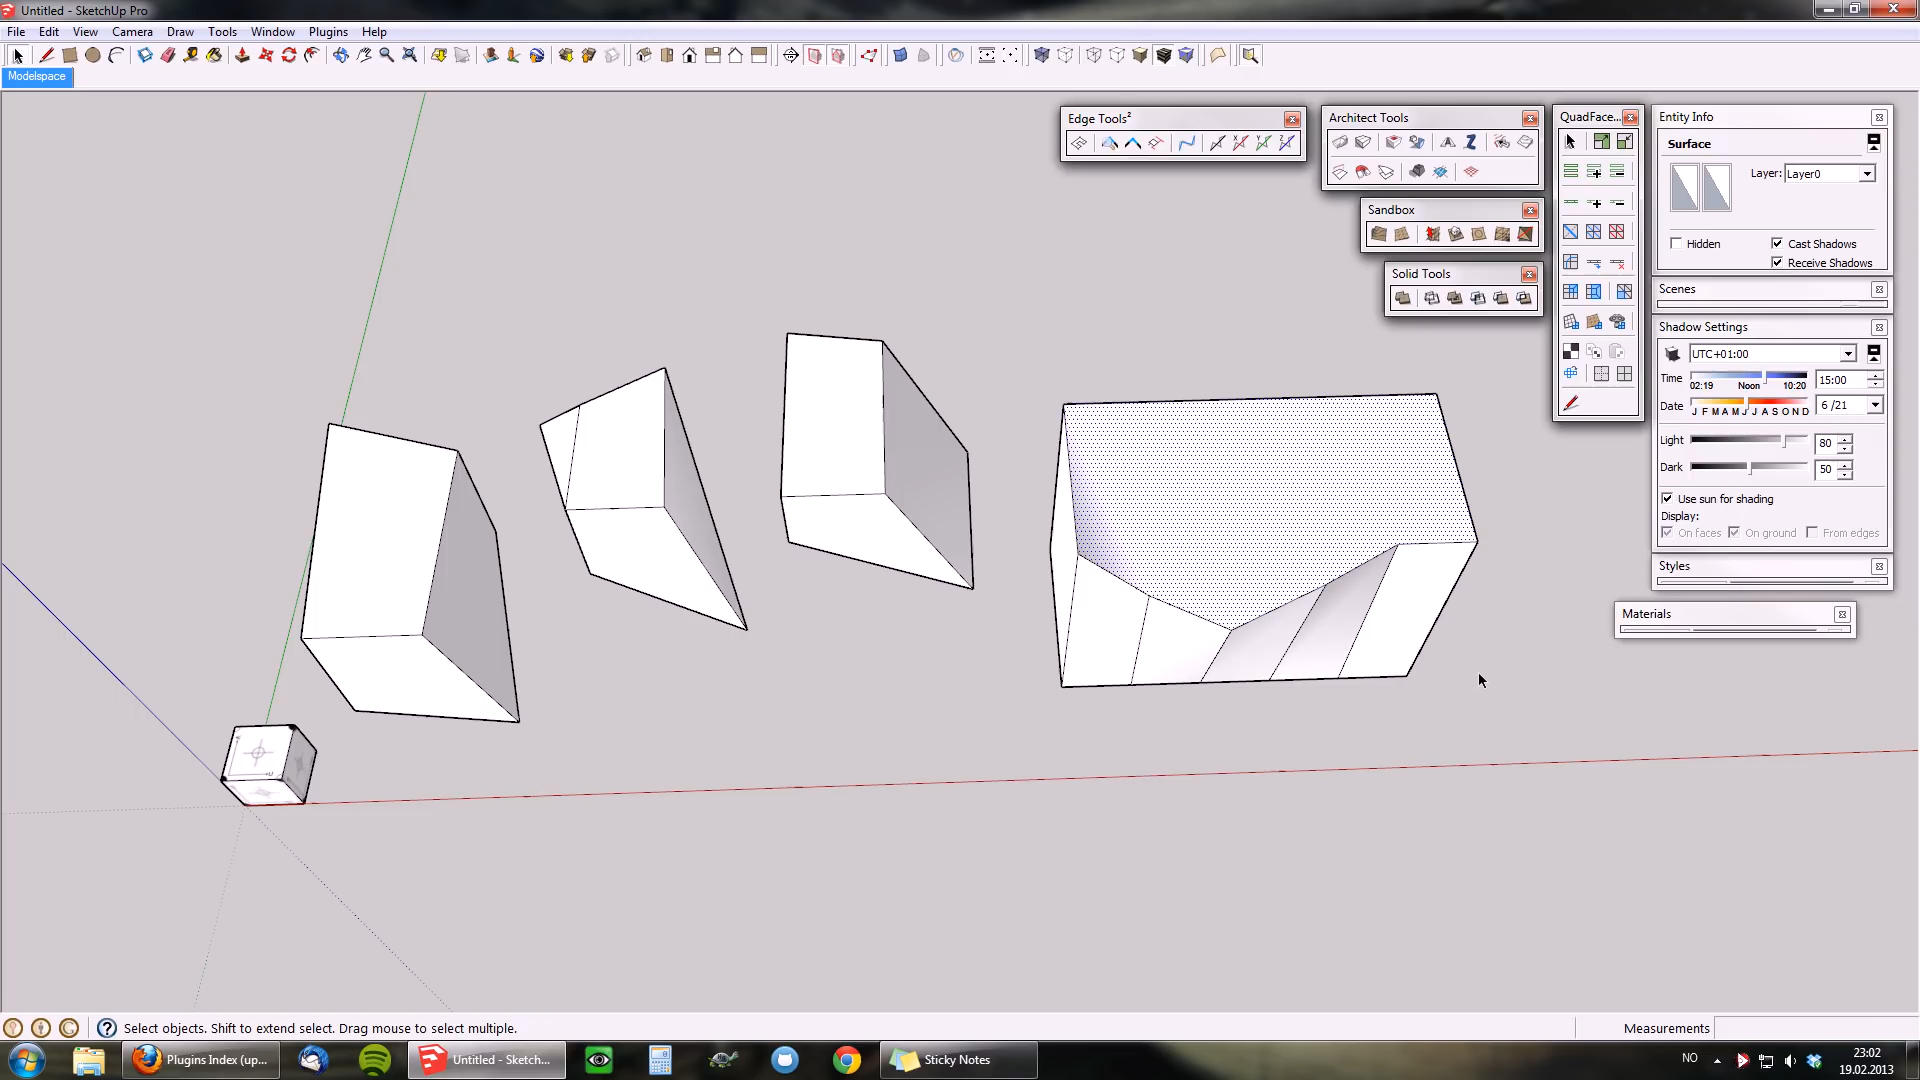 Untitled - SketchUp Pro
File Edit View Camera Draw Tools Window Plugins Help
Modelspace
Edge Tools²
Architect Tools
QuadFace...
Sandbox
Solid Tools
Entity Info
Surface
Layer: Layer0
Hidden
Cast Shadows
Receive Shadows
Scenes
Shadow Settings
UTC+01:00
Time 02:19 Noon 10:20 15:00
Date J F M A M J J A S O N D 6 /21
Light 80
Dark 50
Use sun for shading
Display:
On faces On ground From edges
Styles
Materials
Select objects. Shift to extend select. Drag mouse to select multiple.
Measurements
Plugins Index (up...
Untitled - Sketch...
Sticky Notes
NO
23:02
19.02.2013